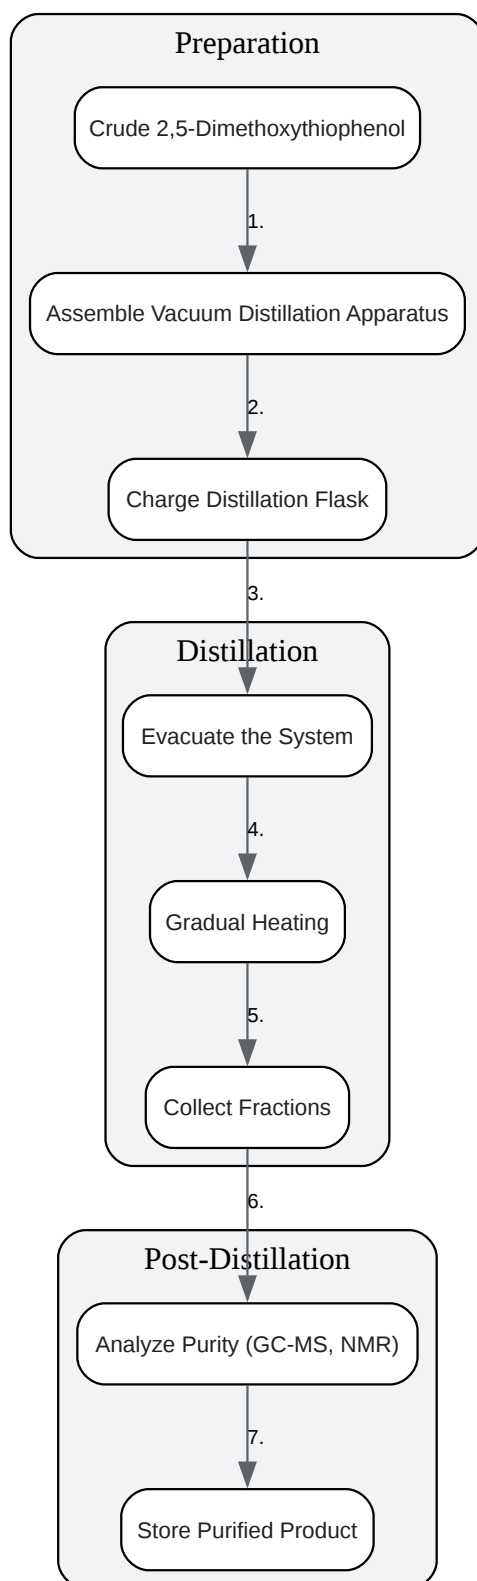 Preparation
Crude 2,5-Dimethoxythiophenol
1.
Assemble Vacuum Distillation Apparatus
2.
Charge Distillation Flask
3.
Distillation
Evacuate the System
4.
Gradual Heating
5.
Collect Fractions
6.
Post-Distillation
Analyze Purity (GC-MS, NMR)
7.
Store Purified Product